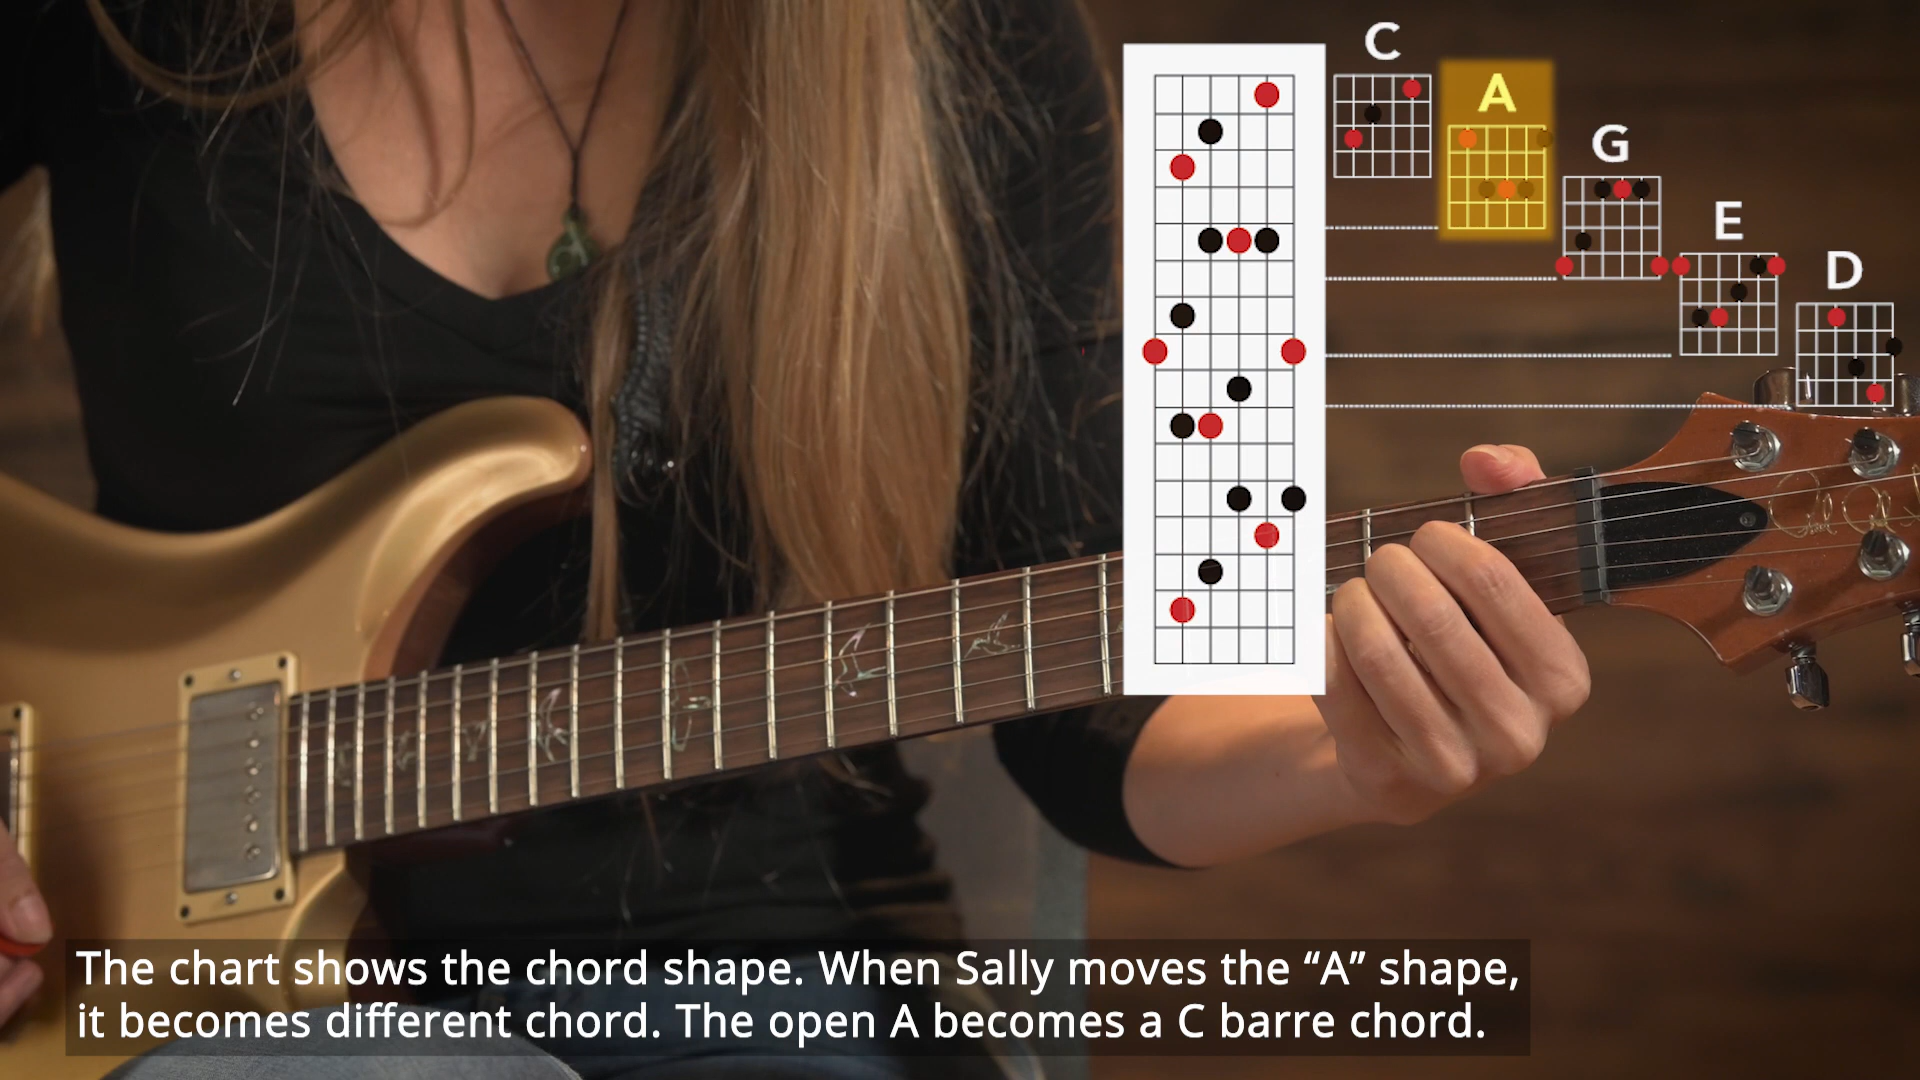 C
A
G
E
D
The chart shows the chord shape. When Sally moves the “A” shape,
it becomes different chord. The open A becomes a C barre chord.